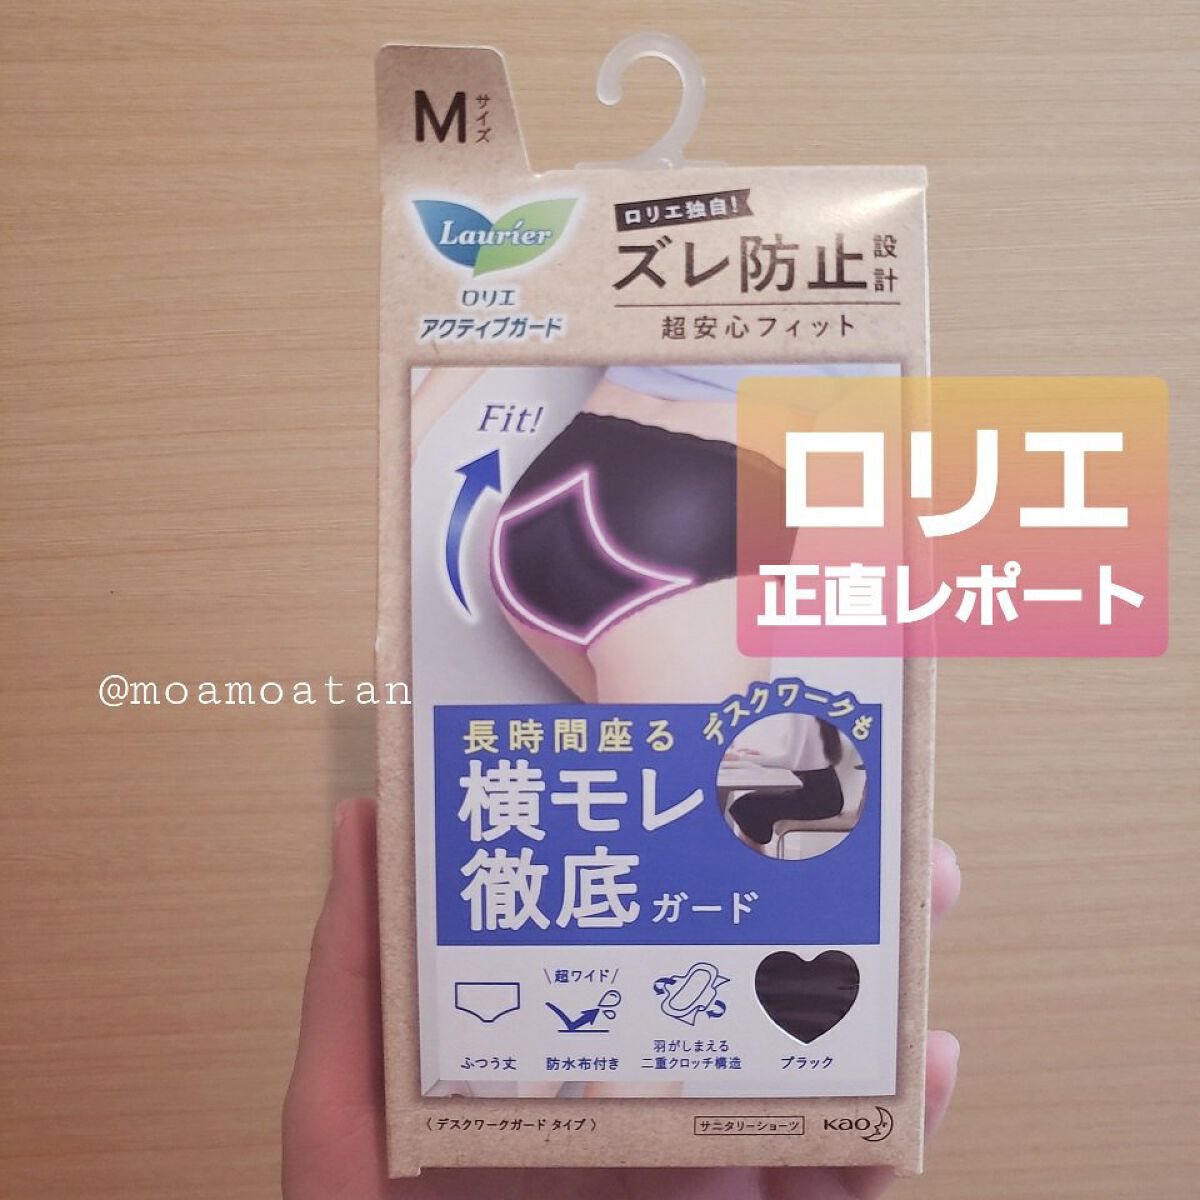 Mサイズ
Laurier
ロリエ
アクティブガード
ロリエ独自!
ズレ防止設計
超安心フィット
Fit!
ロリエ
正直レポート
@moamoatan
デスクワークも
長時間座る
横モレ
徹底ガード
ふつう丈
\超ワイド/
防水布付き
羽がしまえる
二重クロッチ構造
ブラック
〈デスクワークガード タイプ〉
サニタリーショーツ
Kao